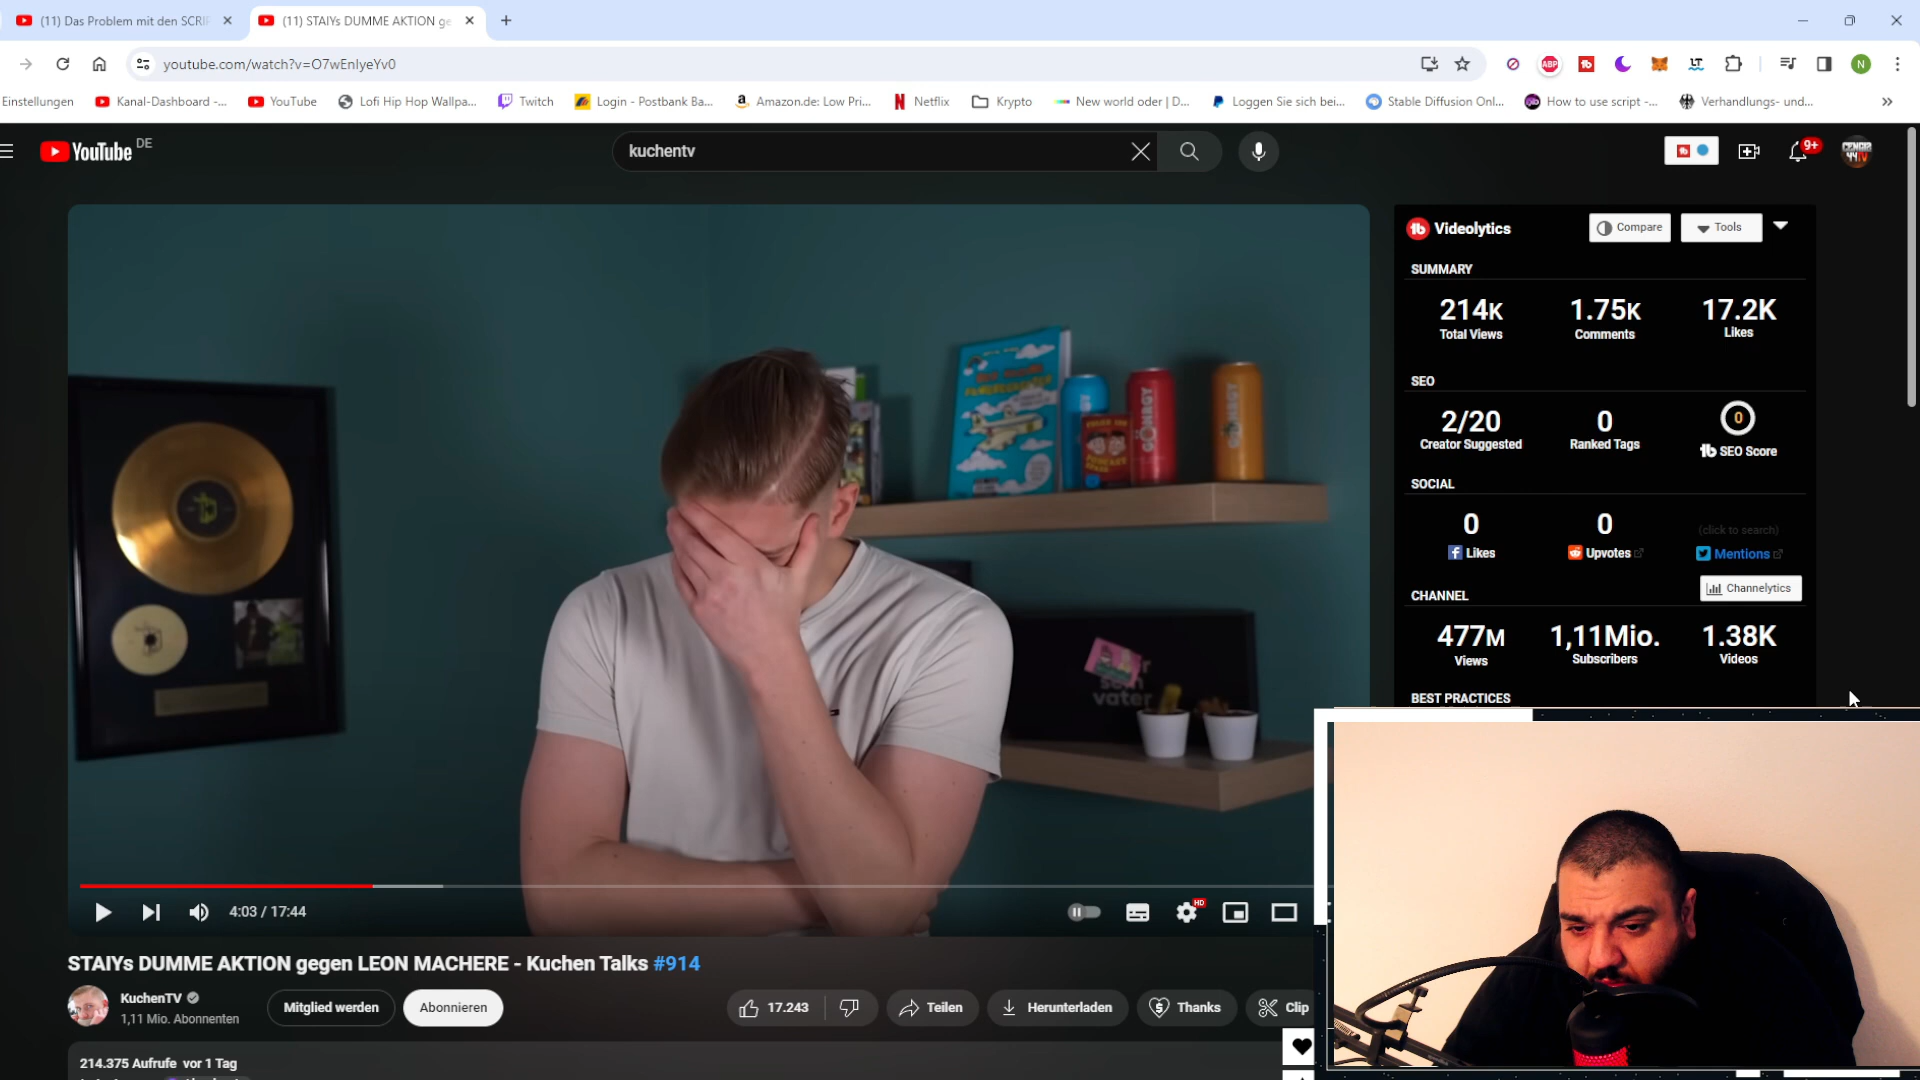 (11) Das Problem mit den SCRI
(11) STAIYs DUMME AKTION ge
youtube.com/watch?v=O7wEnlyeYv0
ABP
LT
N
Einstellungen
Kanal-Dashboard -...
YouTube
Lofi Hip Hop Wallpa...
Twitch
Login - Postbank Ba...
Amazon.de: Low Pri...
Netflix
Krypto
New world oder | D...
Loggen Sie sich bei...
Stable Diffusion Onl...
How to use script -...
Verhandlungs- und...
YouTube DE
kuchentv
9+
Videolytics
Compare
Tools
SUMMARY
214K
1.75K
17.2K
Total Views
Comments
Likes
SEO
2/20
0
0
Creator Suggested
Ranked Tags
SEO Score
SOCIAL
0
0
(click to search)
Likes
Upvotes
Mentions
CHANNEL
Channelytics
477M
1,11Mio.
1.38K
Views
Subscribers
Videos
BEST PRACTICES
GÖNRGY
vater
4:03 / 17:44
HD
STAIYs DUMME AKTION gegen LEON MACHERE - Kuchen Talks #914
KuchenTV
1,11 Mio. Abonnenten
Mitglied werden
Abonnieren
17.243
Teilen
Herunterladen
Thanks
Clip
214.375 Aufrufe vor 1 Tag